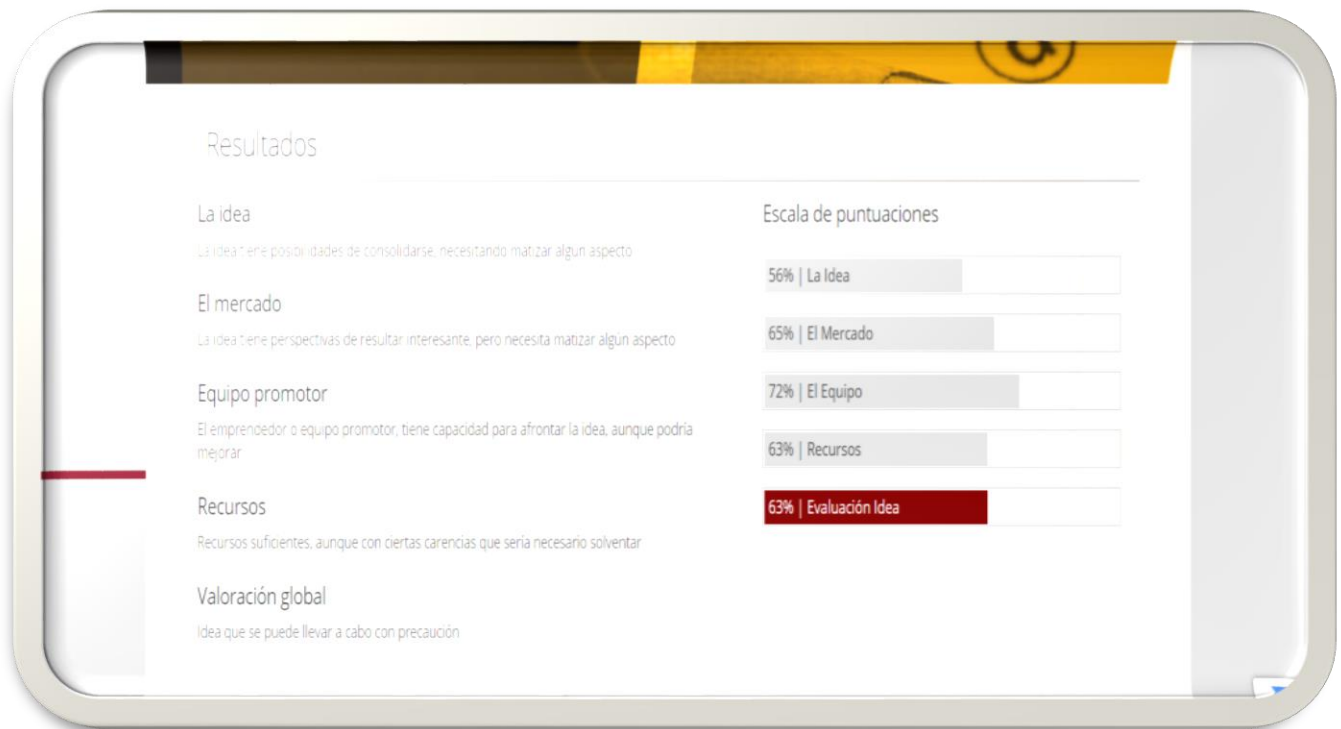 Resultados
La idea
La idea tiene posibilidades de consolidarse, necesitando matizar algún aspecto
El mercado
La idea tiene perspectivas de resultar interesante, pero necesita matizar algún aspecto
Equipo promotor
El emprendedor o equipo promotor, tiene capacidad para afrontar la idea, aunque podría
mejorar
Recursos
Recursos suficientes, aunque con ciertas carencias que sería necesario solventar
Valoración global
Idea que se puede llevar a cabo con precaución
Escala de puntuaciones
56% | La Idea
65% | El Mercado
72% | El Equipo
63% | Recursos
63% | Evaluación Idea